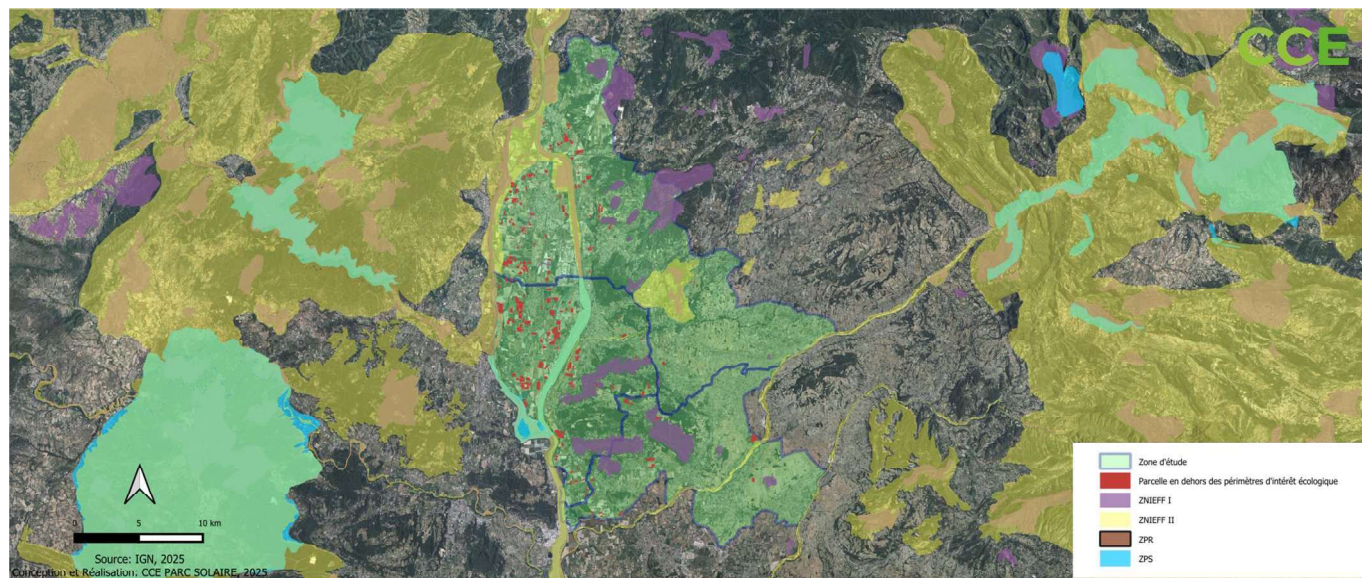 CCE
Zone d'étude
Parcelle en dehors des périmètres d'intérêt écologique
ZNIEFF I
ZNIEFF II
ZPR
ZPS
0 5 10 km
Source: IGN, 2025
Conception et Réalisation: CCE PARC SOLAIRE, 2025